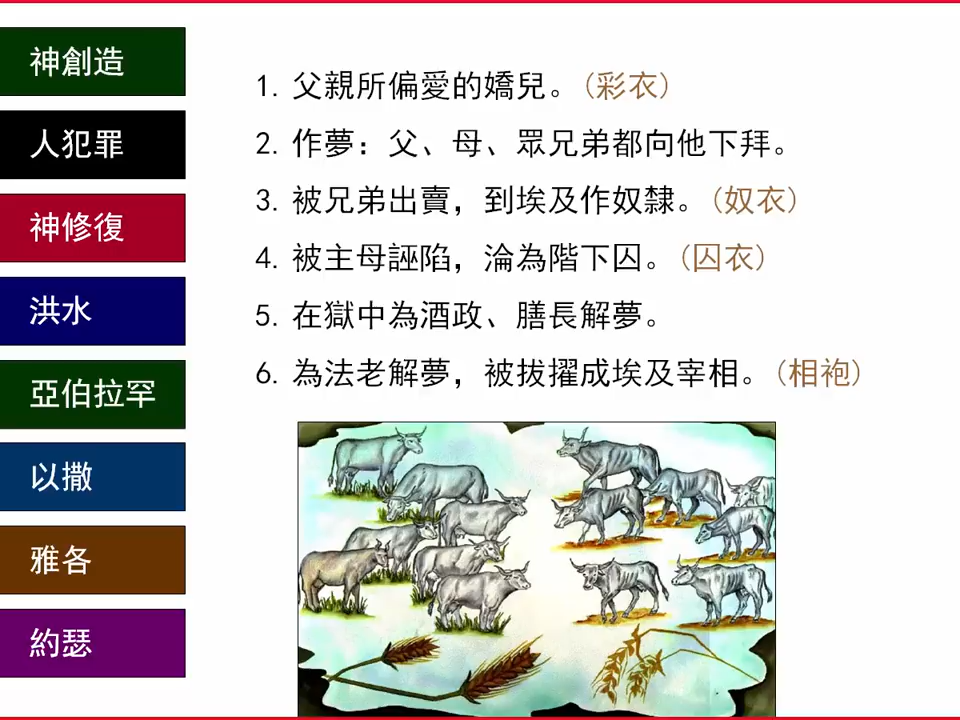 神創造
人犯罪
神修復
洪水
亞伯拉罕
以撒
雅各
約瑟
1. 父親所偏愛的嬌兒。(彩衣)
2. 作夢：父、母、眾兄弟都向他下拜。
3. 被兄弟出賣，到埃及作奴隸。(奴衣)
4. 被主母誣陷，淪為階下囚。(囚衣)
5. 在獄中為酒政、膳長解夢。
6. 為法老解夢，被拔擢成埃及宰相。(相袍)